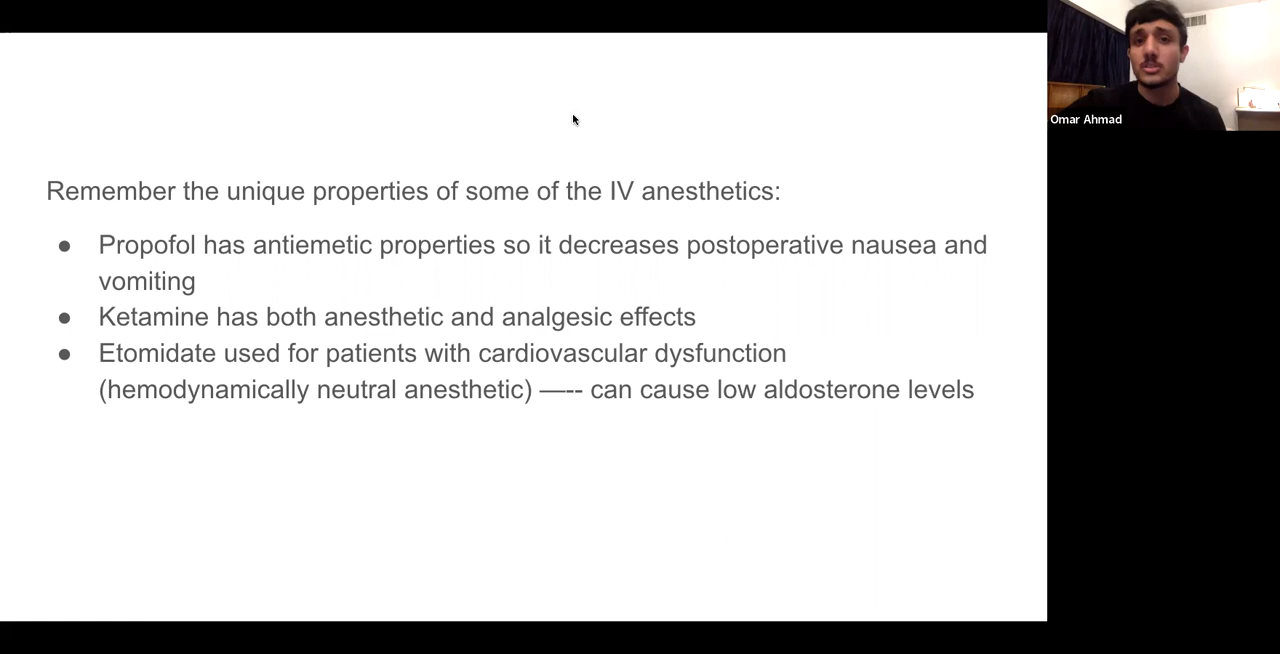 Remember the unique properties of some of the IV anesthetics:
● Propofol has antiemetic properties so it decreases postoperative nausea and
vomiting
● Ketamine has both anesthetic and analgesic effects
● Etomidate used for patients with cardiovascular dysfunction
(hemodynamically neutral anesthetic) —-- can cause low aldosterone levels
Omar Ahmad